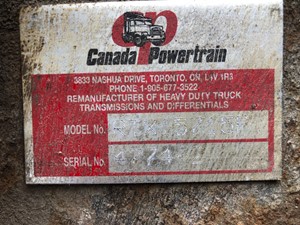 Canada Powertrain
3833 NASHUA DRIVE, TORONTO, ON, L4V 1R3
PHONE 1-905-677-3522
REMANUFACTURER OF HEAVY DUTY TRUCK
TRANSMISSIONS AND DIFFERENTIALS
MODEL No.
SERIAL No.